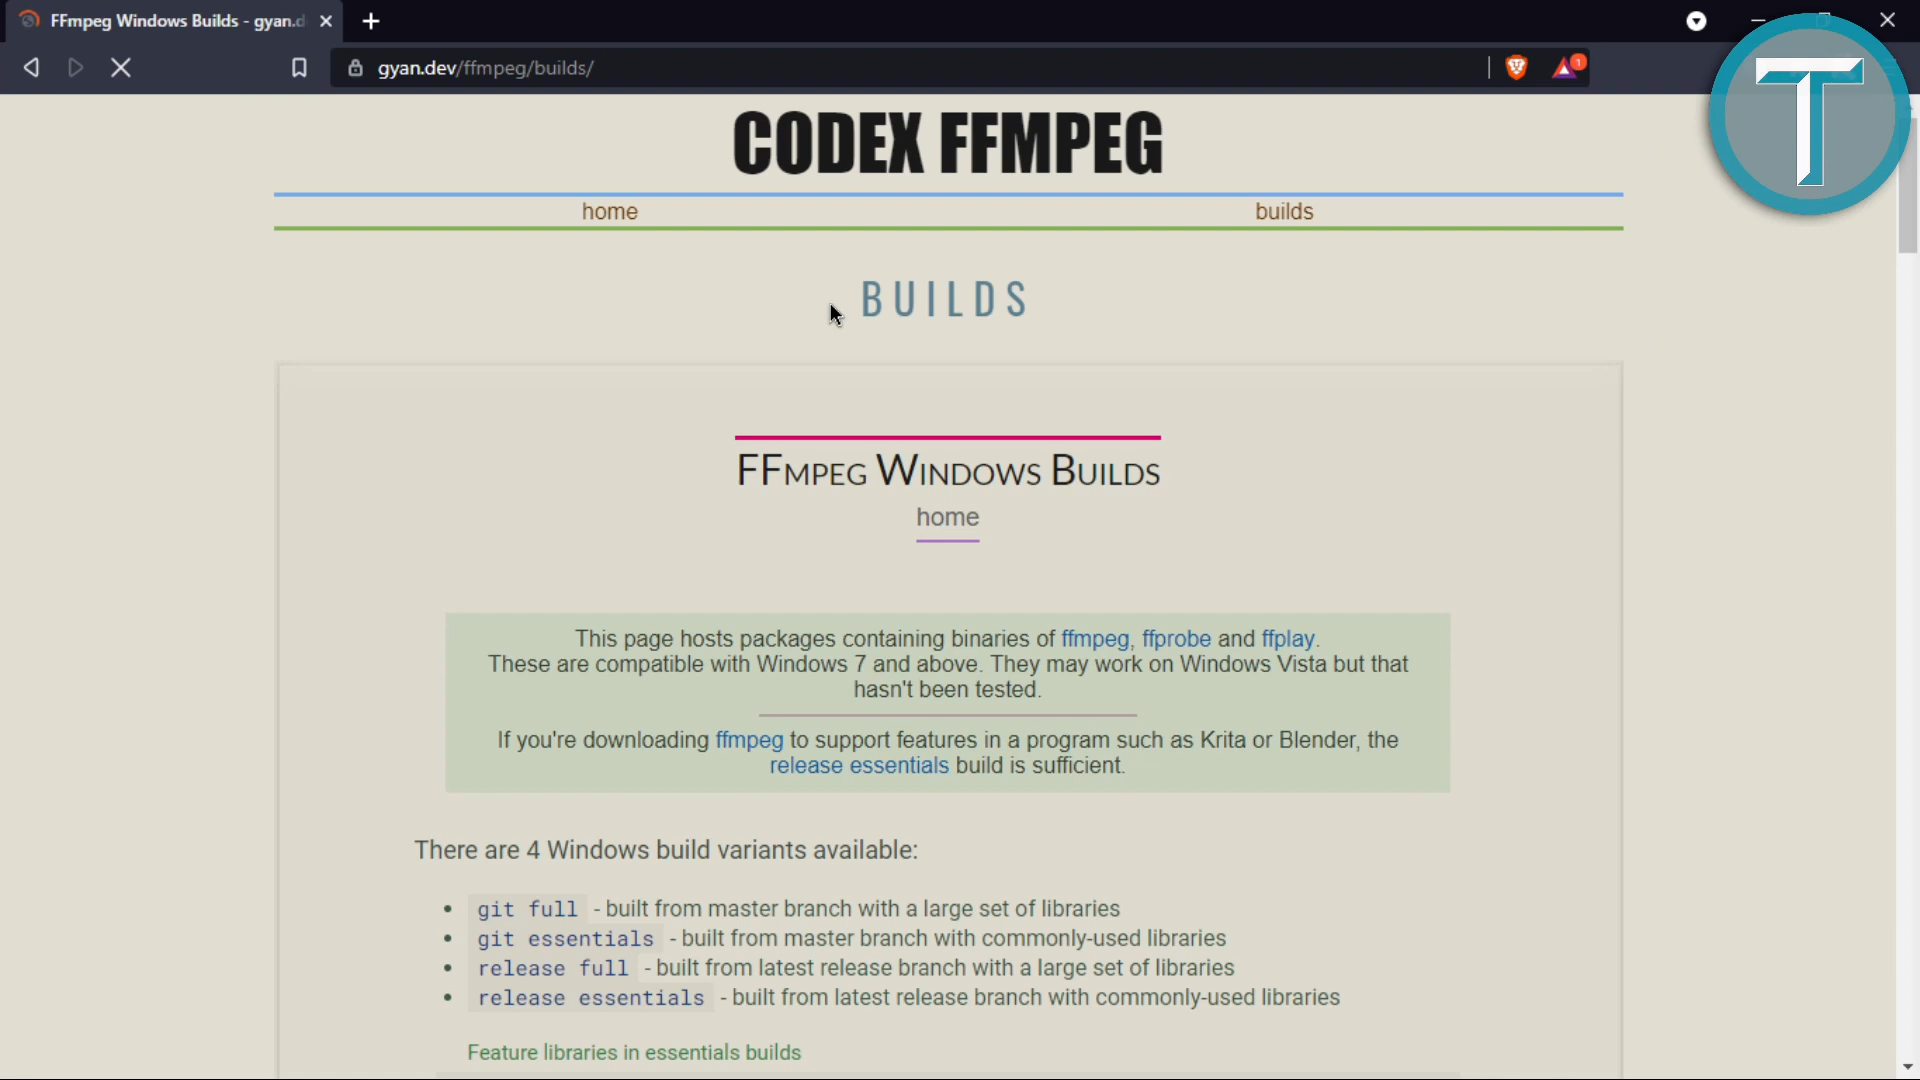 FFmpeg Windows Builds - gyan.d
gyan.dev/ffmpeg/builds/
1
T
CODEX FFMPEG
home
builds
BUILDS
FFMPEG WINDOWS BUILDS
home
This page hosts packages containing binaries of ffmpeg, ffprobe and ffplay.
These are compatible with Windows 7 and above. They may work on Windows Vista but that
hasn't been tested.
If you're downloading ffmpeg to support features in a program such as Krita or Blender, the
release essentials build is sufficient.
There are 4 Windows build variants available:
• git full - built from master branch with a large set of libraries
• git essentials - built from master branch with commonly-used libraries
• release full - built from latest release branch with a large set of libraries
• release essentials - built from latest release branch with commonly-used libraries
Feature libraries in essentials builds